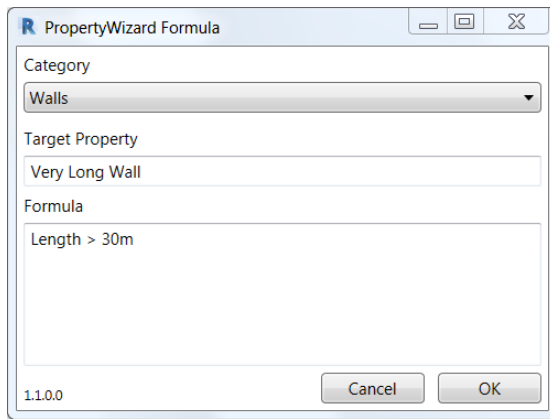 R PropertyWizard Formula
Category
Walls
Target Property
Very Long Wall
Formula
Length > 30m
1.1.0.0
Cancel
OK